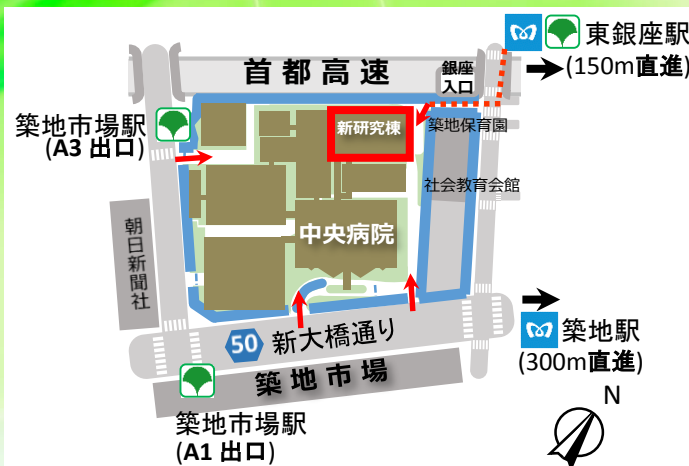 東銀座駅
(150m直進)
首都高速
銀座
入口
築地市場駅
(A3 出口)
新研究棟
築地保育園
社会教育会館
中央病院
朝日新聞社
50 新大橋通り
築地駅
(300m直進)
築地市場
築地市場駅
(A1 出口)
N